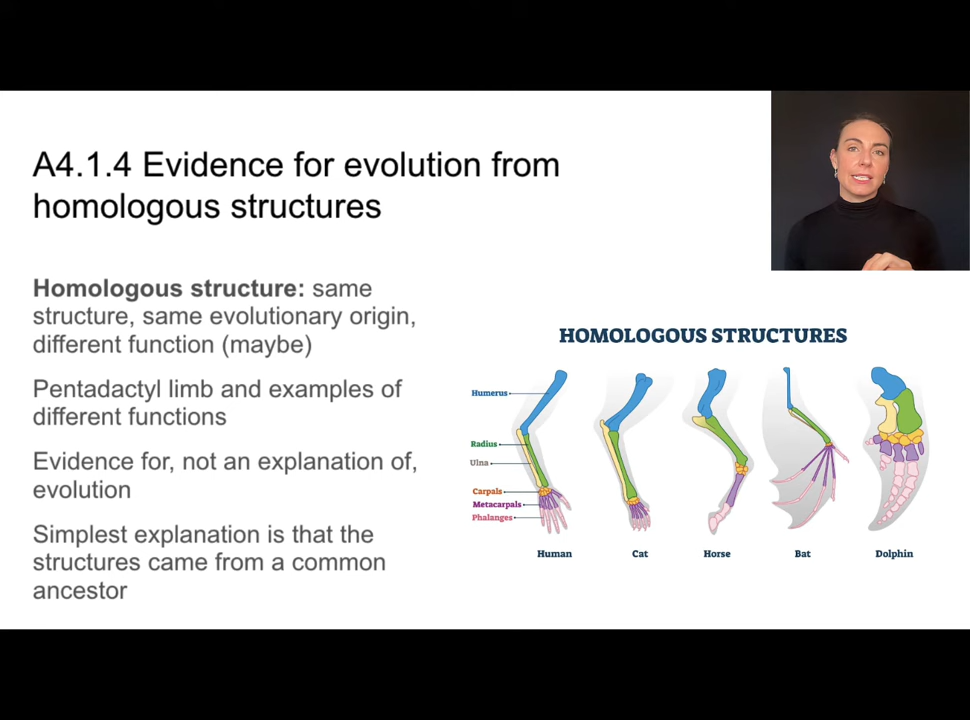 A4.1.4 Evidence for evolution from
homologous structures
Homologous structure: same
structure, same evolutionary origin,
different function (maybe)
Pentadactyl limb and examples of
different functions
Evidence for, not an explanation of,
evolution
Simplest explanation is that the
structures came from a common
ancestor
HOMOLOGOUS STRUCTURES
Humerus
Radius
Ulna
Carpals
Metacarpals
Phalanges
Human Cat Horse Bat Dolphin